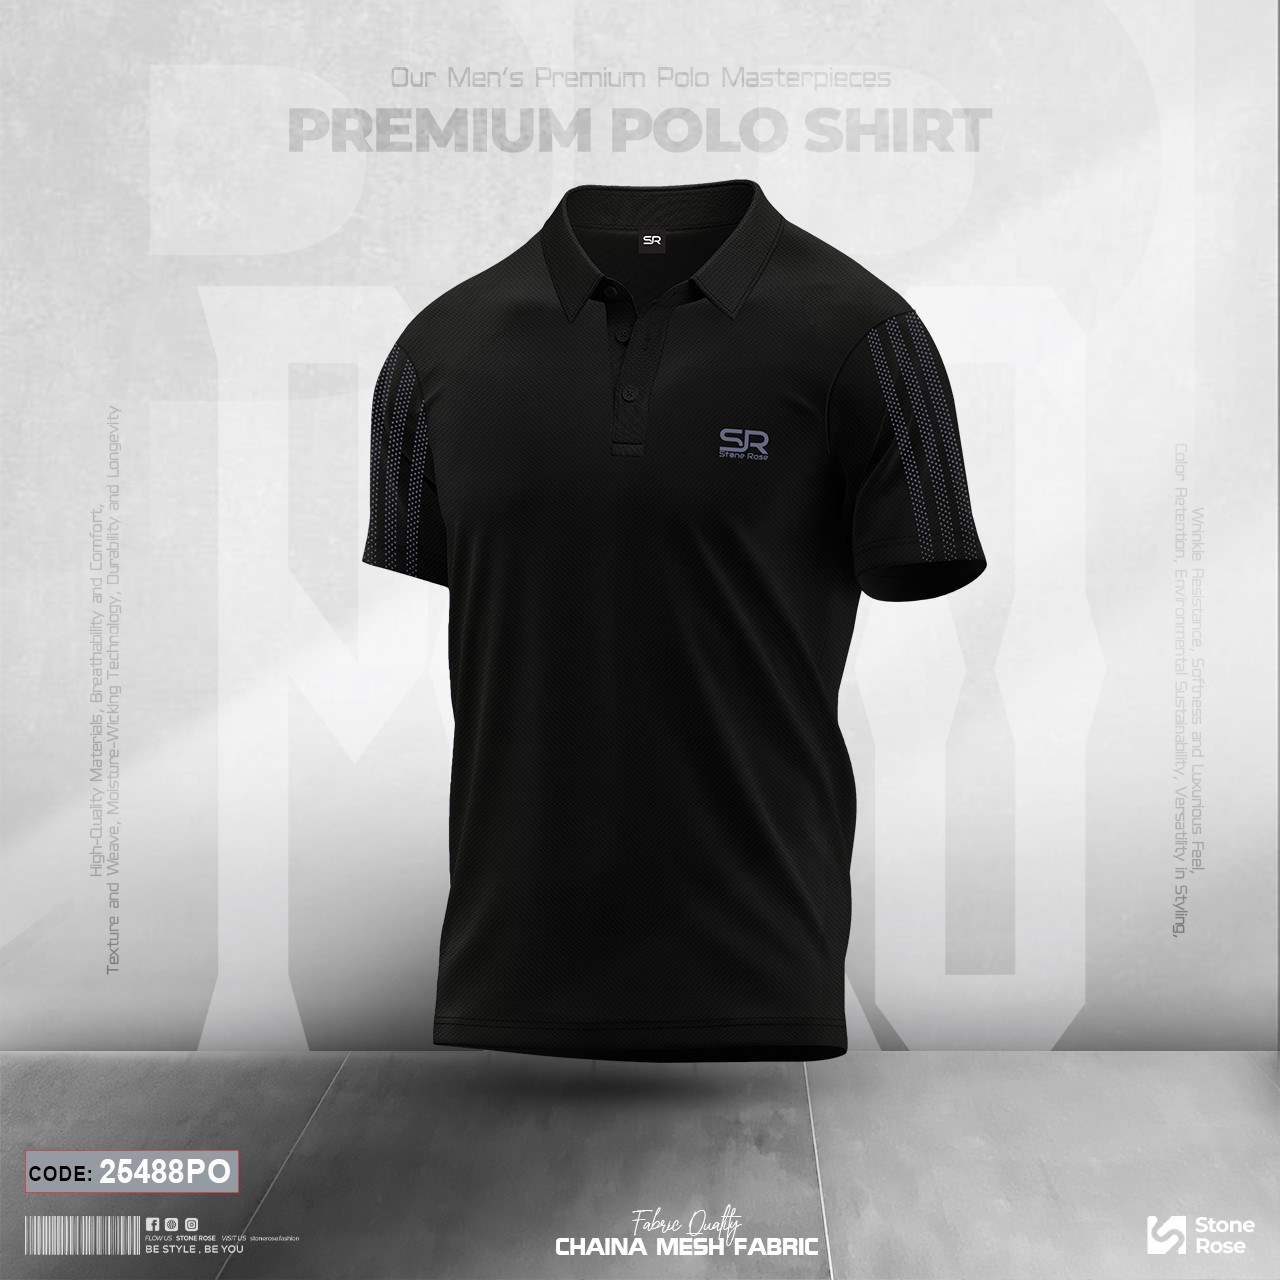 Our Men's Premium Polo Masterpieces
PREMIUM POLO SHIRT
SR
SR
Stone Rose
High-Quality Materials, Breathability and Comfort,
Texture and Weave, Moisture-Wicking Technology, Durability and Longevity
Wrinkle Resistance, Softness and Luxurious Feel,
Color Retention, Environmental Sustainability, Versatility in Styling,
POLO
CODE: 25488PO
FLOW US STONE ROSE VISIT US stonerose.fashion
BE STYLE , BE YOU
Fabric Quality
CHAINA MESH FABRIC
Stone
Rose